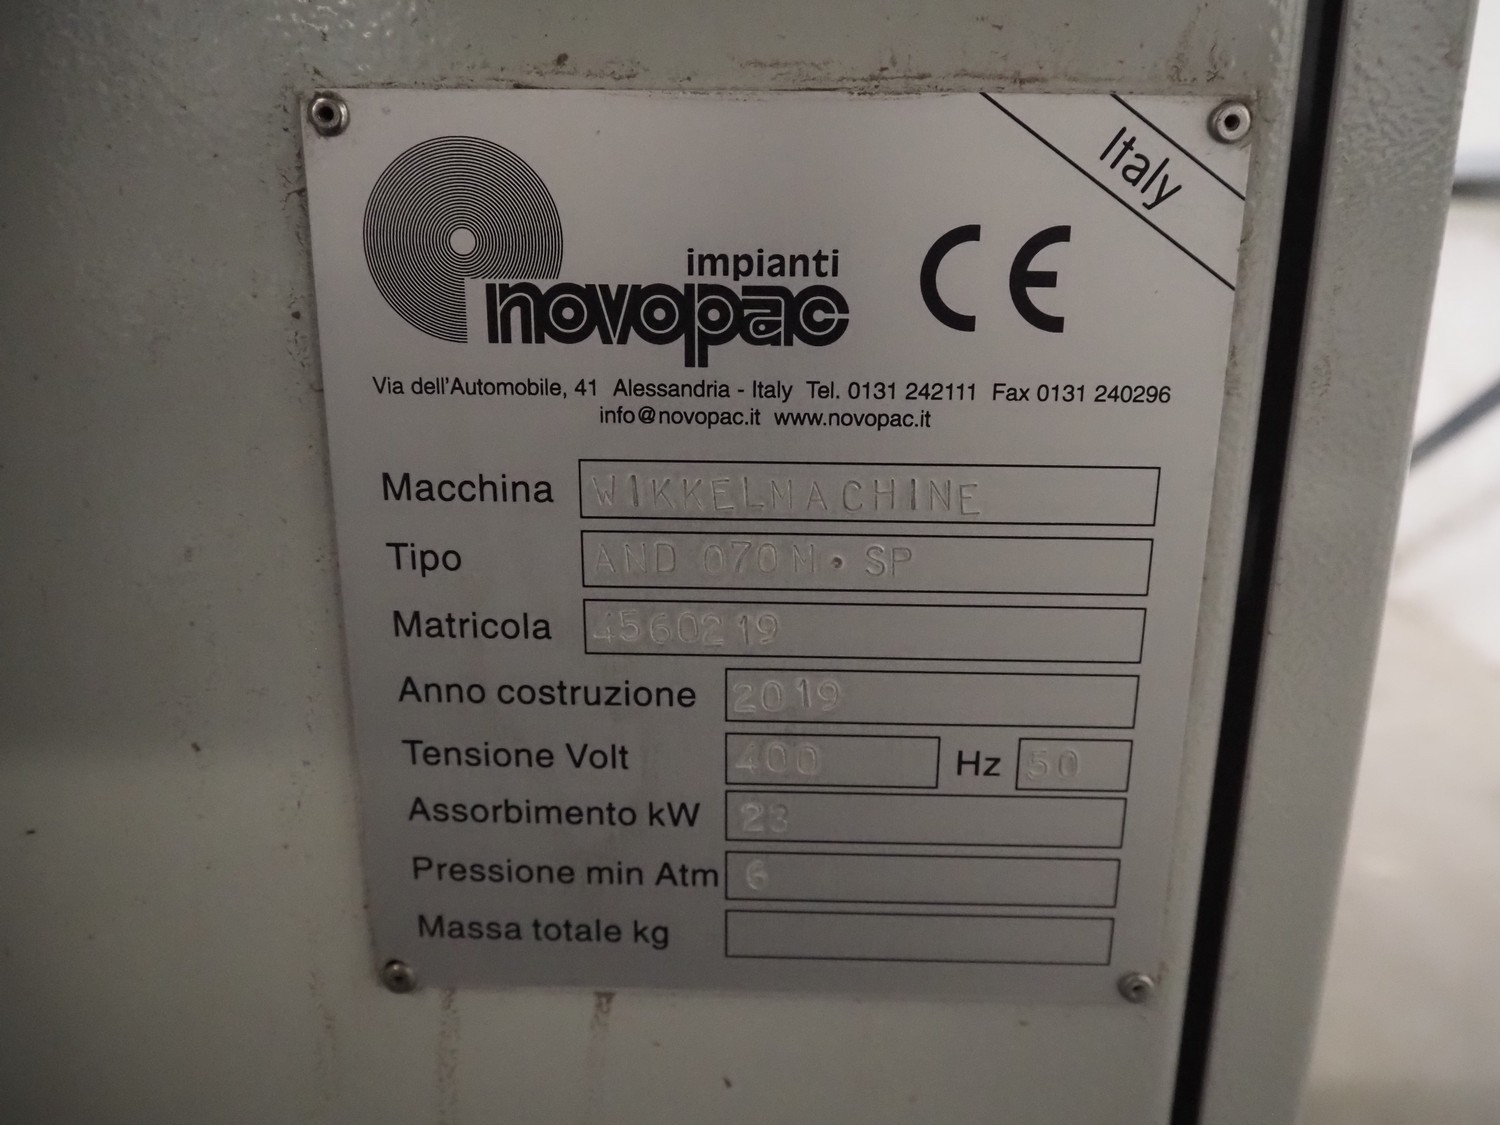 Italy
impianti
novopac
CE
Via dell'Automobile, 41 Alessandria - Italy Tel. 0131 242111 Fax 0131 240296
info@novopac.it www.novopac.it
Macchina WIKKELMACHINE
Tipo AND 070 M • SP
Matricola 4560219
Anno costruzione 2019
Tensione Volt 400 Hz 50
Assorbimento kW 23
Pressione min Atm 6
Massa totale kg